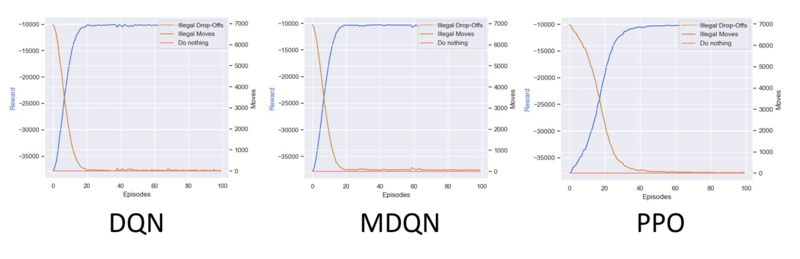 −10000
−15000
−20000
−25000
−30000
−35000
Reward
0 20 40 60 80 100
Episodes
7000
6000
5000
4000
3000
2000
1000
0
Moves
Illegal Drop-Offs
Illegal Moves
Do nothing
DQN
−10000
−15000
−20000
−25000
−30000
−35000
Reward
0 20 40 60 80 100
Episodes
7000
6000
5000
4000
3000
2000
1000
0
Moves
Illegal Drop-Offs
Illegal Moves
Do nothing
MDQN
−10000
−15000
−20000
−25000
−30000
−35000
Reward
0 20 40 60 80 100
Episodes
7000
6000
5000
4000
3000
2000
1000
0
Moves
Illegal Drop-Offs
Illegal Moves
Do nothing
PPO